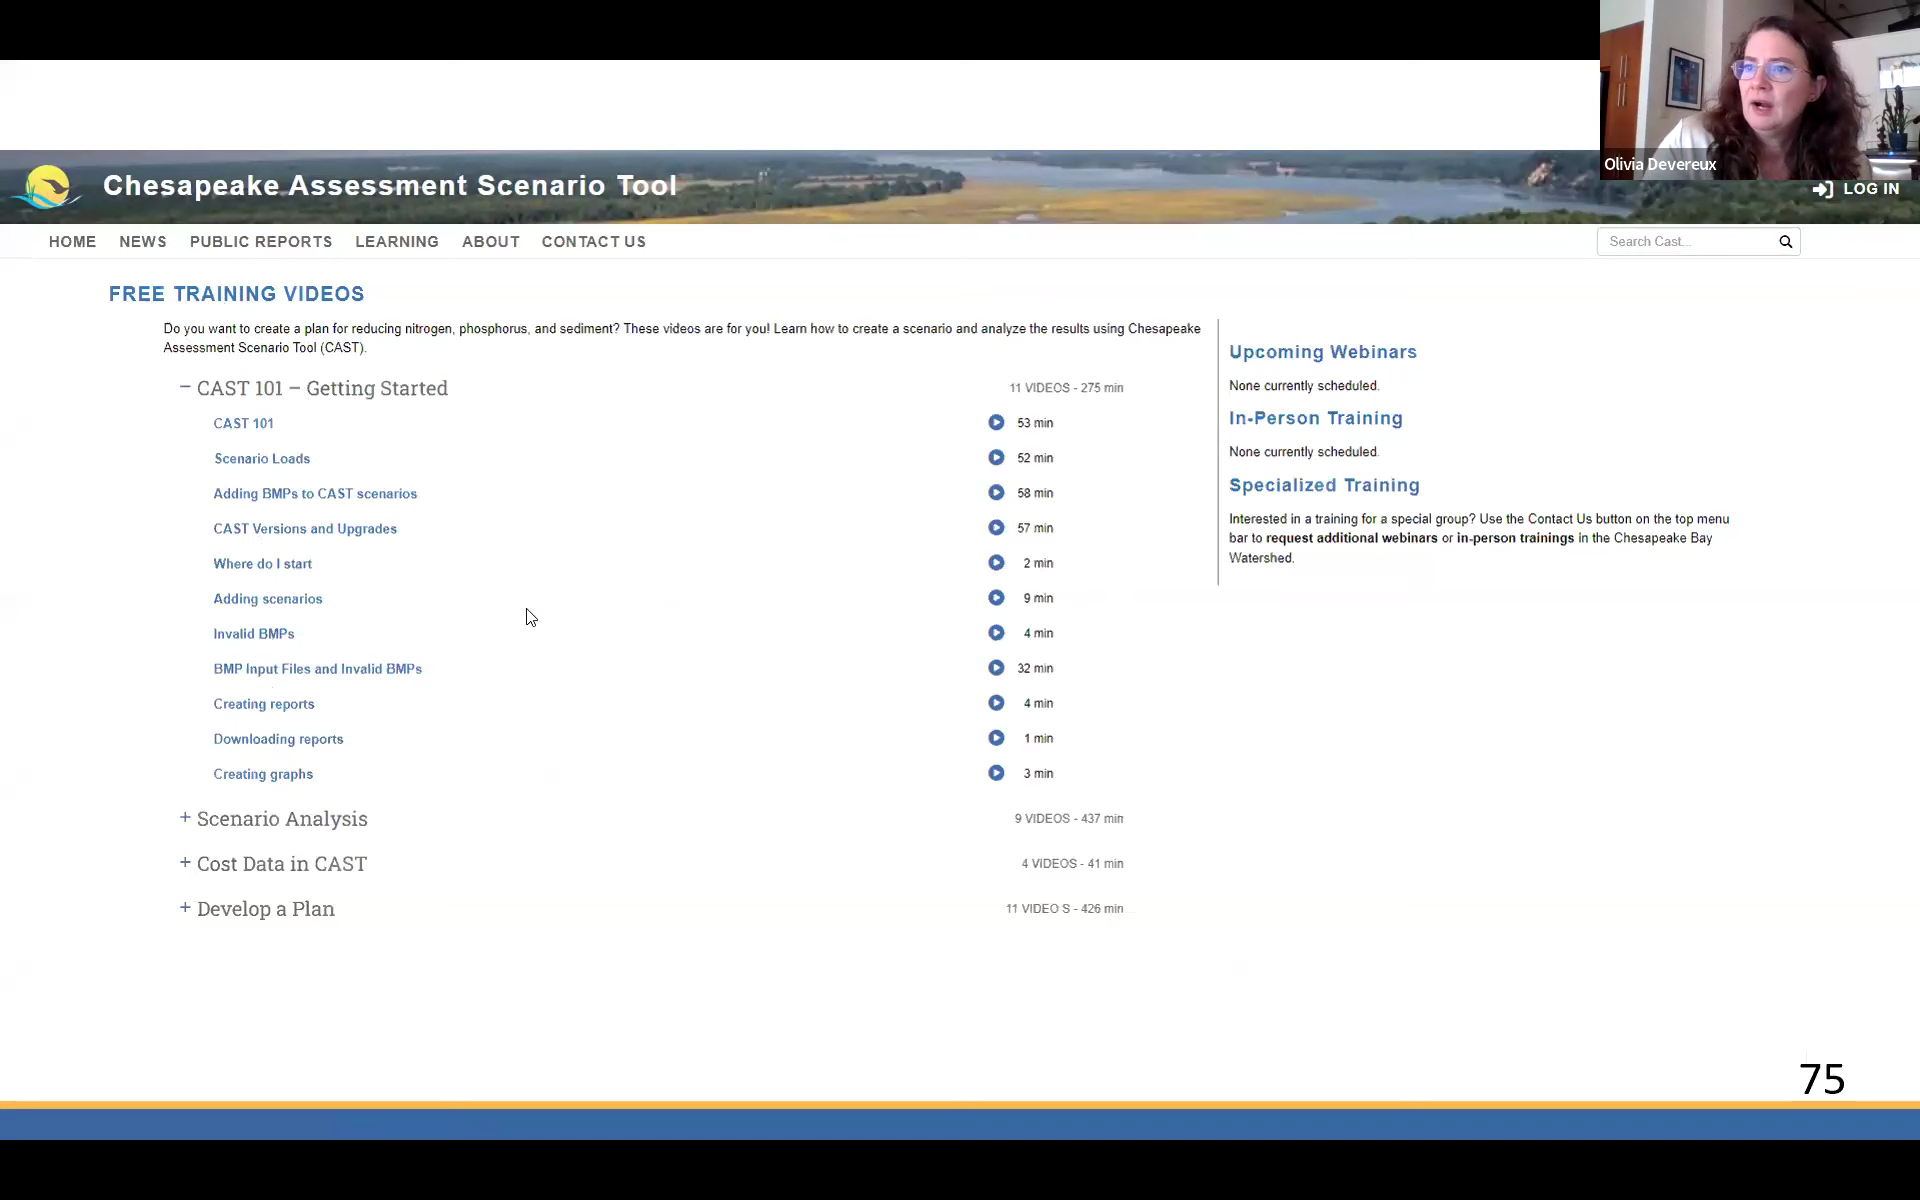 Olivia Devereux
Chesapeake Assessment Scenario Tool
LOG IN
HOME NEWS PUBLIC REPORTS LEARNING ABOUT CONTACT US
Search Cast...
FREE TRAINING VIDEOS
Do you want to create a plan for reducing nitrogen, phosphorus, and sediment? These videos are for you! Learn how to create a scenario and analyze the results using Chesapeake
Assessment Scenario Tool (CAST).
− CAST 101 – Getting Started 11 VIDEOS - 275 min
CAST 101 53 min
Scenario Loads 52 min
Adding BMPs to CAST scenarios 58 min
CAST Versions and Upgrades 57 min
Where do I start 2 min
Adding scenarios 9 min
Invalid BMPs 4 min
BMP Input Files and Invalid BMPs 32 min
Creating reports 4 min
Downloading reports 1 min
Creating graphs 3 min
+ Scenario Analysis 9 VIDEOS - 437 min
+ Cost Data in CAST 4 VIDEOS - 41 min
+ Develop a Plan 11 VIDEO S - 426 min
Upcoming Webinars
None currently scheduled.
In-Person Training
None currently scheduled.
Specialized Training
Interested in a training for a special group? Use the Contact Us button on the top menu
bar to request additional webinars or in-person trainings in the Chesapeake Bay
Watershed.
75